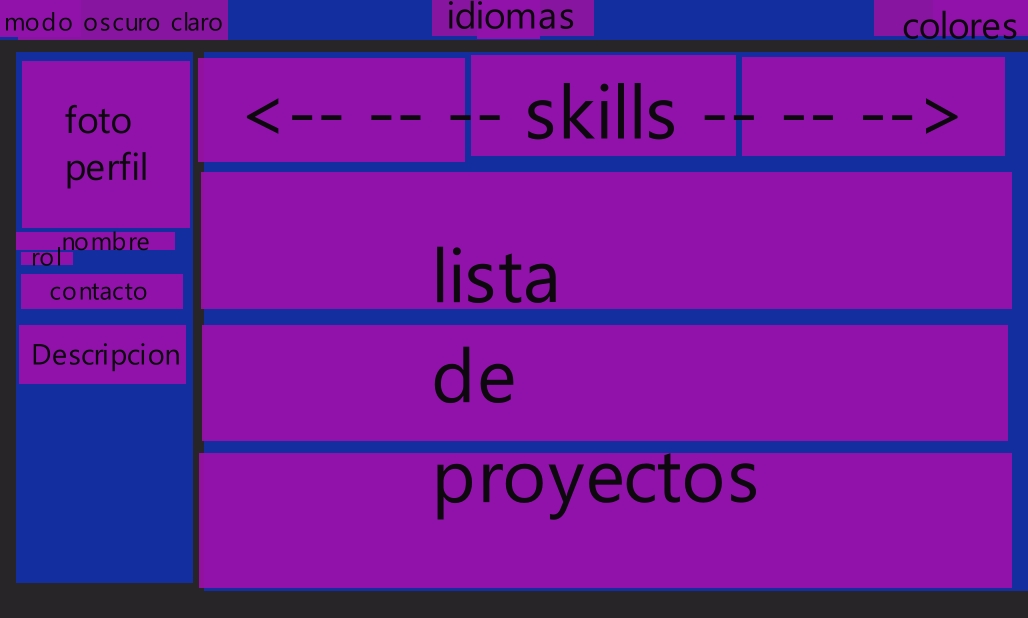 modo oscuro claro
idiomas
colores
foto
perfil
nombre
rol
contacto
Descripcion
<-- -- -- skills -- -- -->
lista
de
proyectos